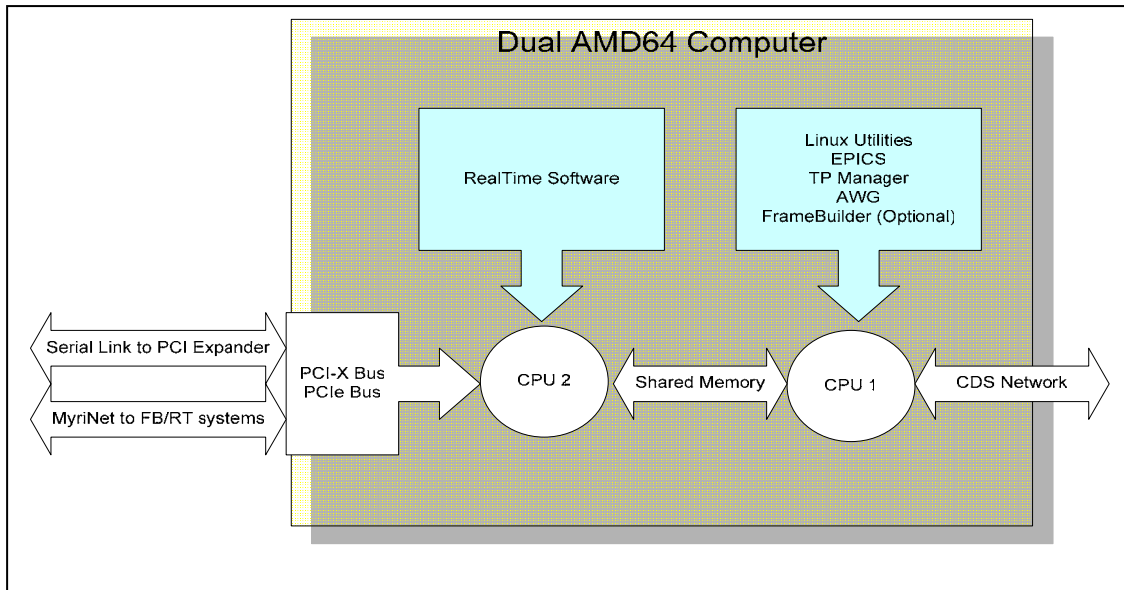 Dual AMD64 Computer
RealTime Software
Linux Utilities
EPICS
TP Manager
AWG
FrameBuilder (Optional)
Serial Link to PCI Expander
MyriNet to FB/RT systems
PCI-X Bus
PCIe Bus
CPU 2
Shared Memory
CPU 1
CDS Network